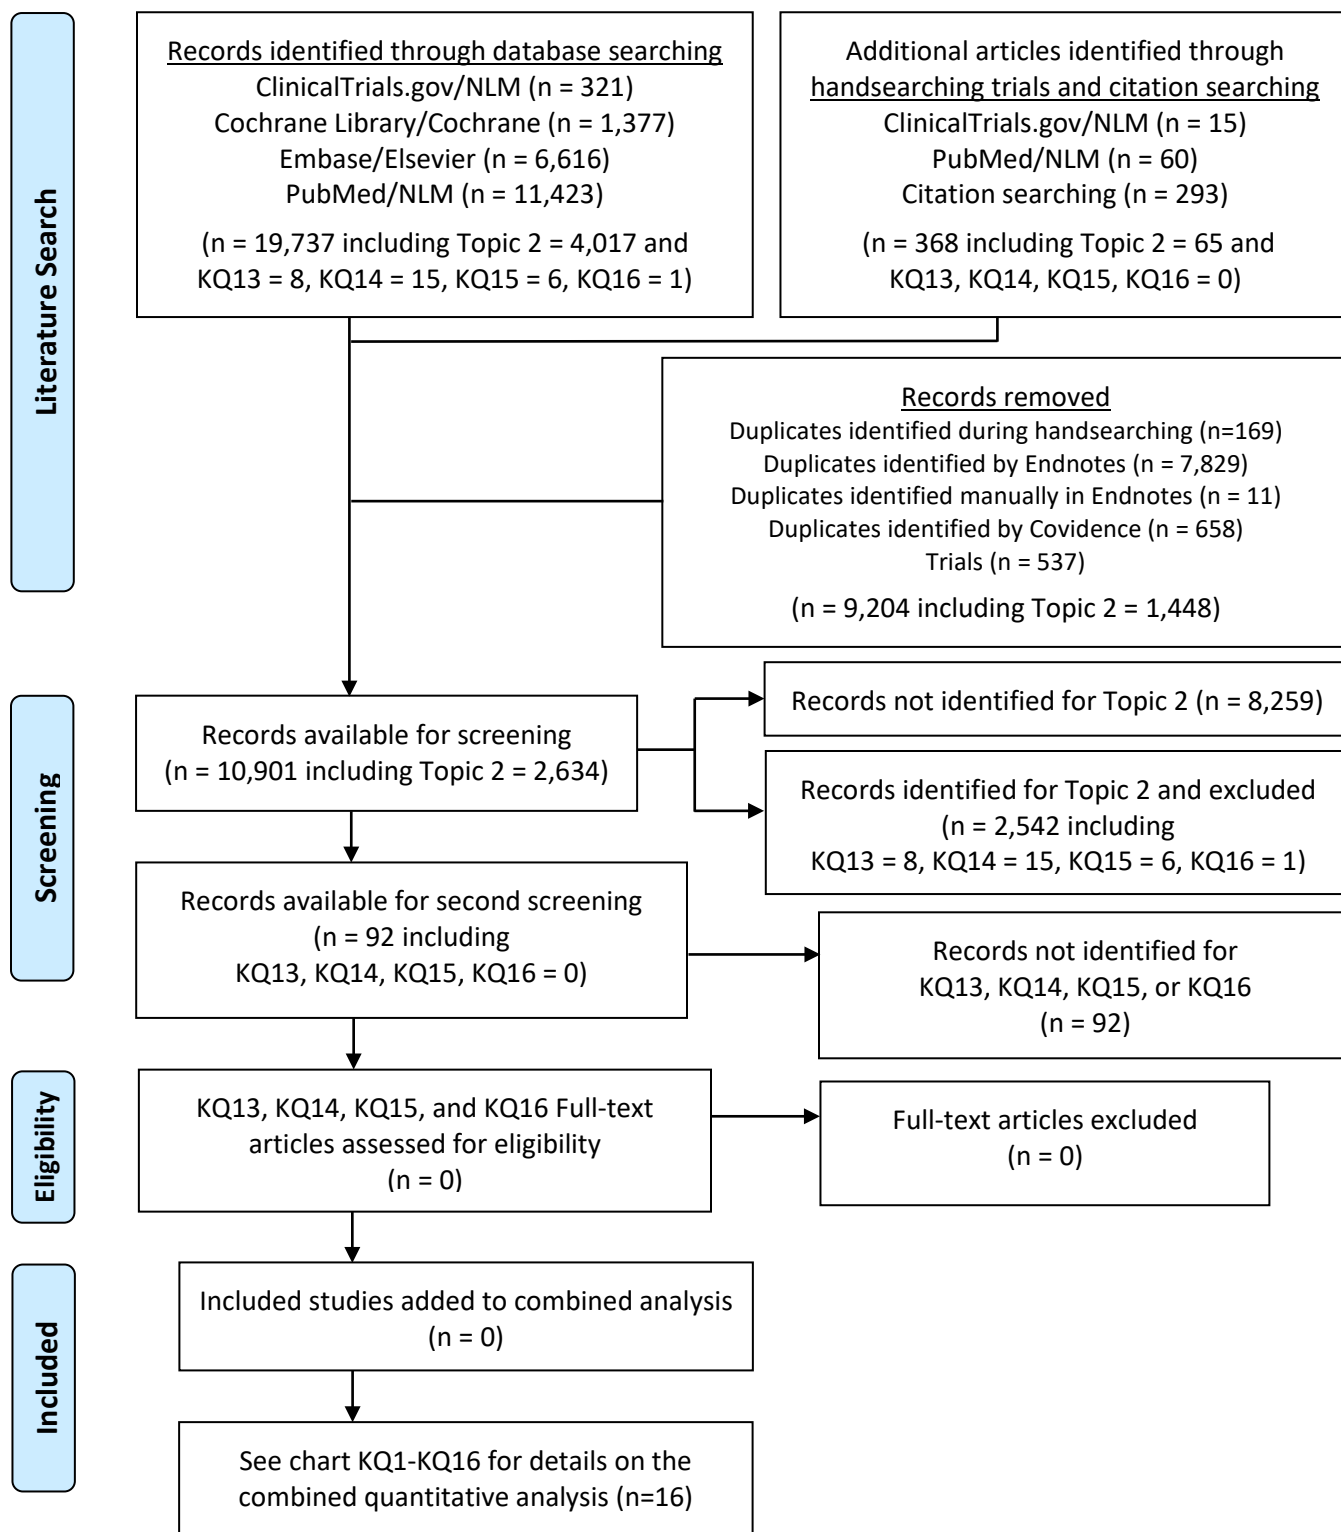 Literature Search
Records identified through database searching
ClinicalTrials.gov/NLM (n = 321)
Cochrane Library/Cochrane (n = 1,377)
Embase/Elsevier (n = 6,616)
PubMed/NLM (n = 11,423)
(n = 19,737 including Topic 2 = 4,017 and
KQ13 = 8, KQ14 = 15, KQ15 = 6, KQ16 = 1)
Additional articles identified through
handsearching trials and citation searching
ClinicalTrials.gov/NLM (n = 15)
PubMed/NLM (n = 60)
Citation searching (n = 293)
(n = 368 including Topic 2 = 65 and
KQ13, KQ14, KQ15, KQ16 = 0)
Records removed
Duplicates identified during handsearching (n=169)
Duplicates identified by Endnotes (n = 7,829)
Duplicates identified manually in Endnotes (n = 11)
Duplicates identified by Covidence (n = 658)
Trials (n = 537)
(n = 9,204 including Topic 2 = 1,448)
Screening
Records available for screening
(n = 10,901 including Topic 2 = 2,634)
Records not identified for Topic 2 (n = 8,259)
Records identified for Topic 2 and excluded
(n = 2,542 including
KQ13 = 8, KQ14 = 15, KQ15 = 6, KQ16 = 1)
Records available for second screening
(n = 92 including
KQ13, KQ14, KQ15, KQ16 = 0)
Records not identified for
KQ13, KQ14, KQ15, or KQ16
(n = 92)
Eligibility
KQ13, KQ14, KQ15, and KQ16 Full-text
articles assessed for eligibility
(n = 0)
Full-text articles excluded
(n = 0)
Included
Included studies added to combined analysis
(n = 0)
See chart KQ1-KQ16 for details on the
combined quantitative analysis (n=16)